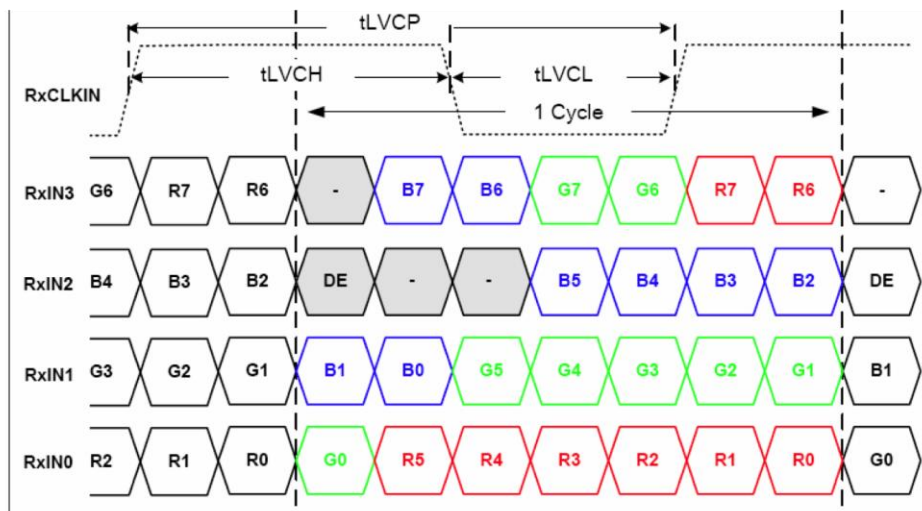 tLVCP
tLVCH tLVCL
RxCLKIN 1 Cycle
RxIN3 G6 R7 R6 - B7 B6 G7 G6 R7 R6 -
RxIN2 B4 B3 B2 DE - - B5 B4 B3 B2 DE
RxIN1 G3 G2 G1 B1 B0 G5 G4 G3 G2 G1 B1
RxIN0 R2 R1 R0 G0 R5 R4 R3 R2 R1 R0 G0